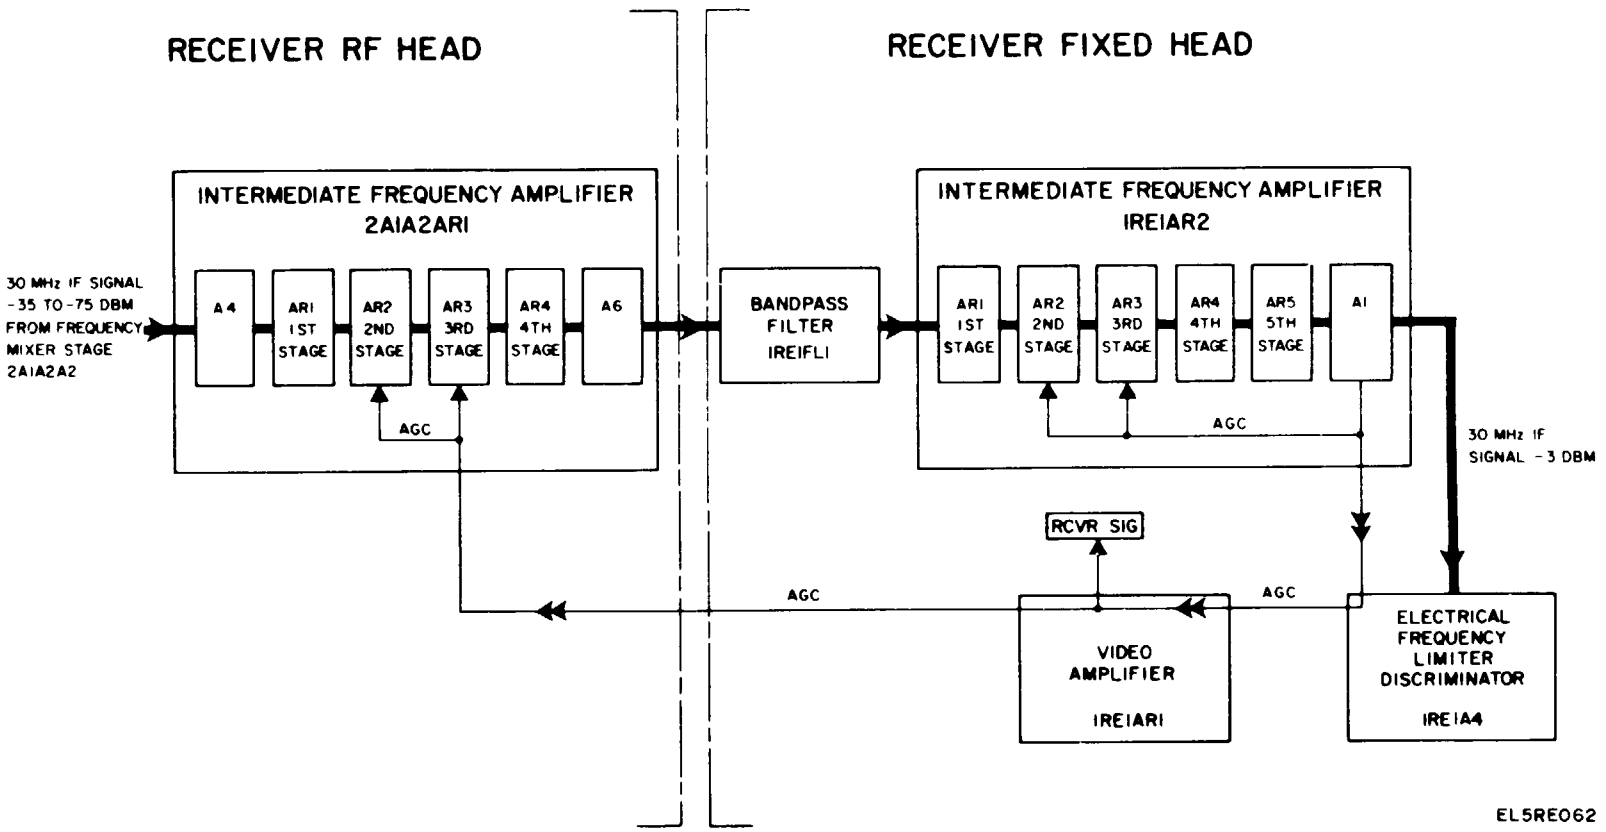 RECEIVER RF HEAD
RECEIVER FIXED HEAD
INTERMEDIATE FREQUENCY AMPLIFIER
2A1A2AR1
30 MHz IF SIGNAL
-35 TO -75 DBM
FROM FREQUENCY
MIXER STAGE
2A1A2A2
A4
AR1
1ST
STAGE
AR2
2ND
STAGE
AR3
3RD
STAGE
AR4
4TH
STAGE
A6
AGC
BANDPASS
FILTER
1RE1FL1
INTERMEDIATE FREQUENCY AMPLIFIER
1RE1AR2
AR1
1ST
STAGE
AR2
2ND
STAGE
AR3
3RD
STAGE
AR4
4TH
STAGE
AR5
5TH
STAGE
A1
AGC
30 MHz IF
SIGNAL -3 DBM
RCVR SIG
AGC
AGC
VIDEO
AMPLIFIER
1RE1AR1
ELECTRICAL
FREQUENCY
LIMITER
DISCRIMINATOR
1RE1A4
EL5RE062